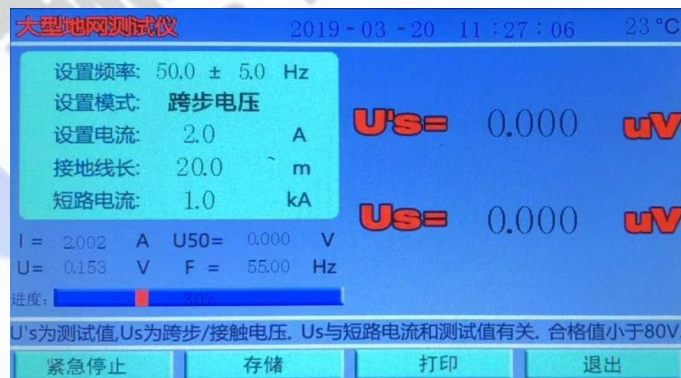 大型地网测试仪 2019-03-20 11:27:06 23°C
设置频率: 50.0 ± 5.0 Hz
设置模式: 跨步电压
设置电流: 2.0 A
接地线长: 20.0 m
短路电流: 1.0 kA
U's= 0.000 uV
Us= 0.000 uV
I = 2.002 A U50= 0.000 V
U= 0.153 V F = 55.00 Hz
进度:
U's为测试值,Us为跨步/接触电压. Us与短路电流和测试值有关. 合格值小于80V
紧急停止 存储 打印 退出